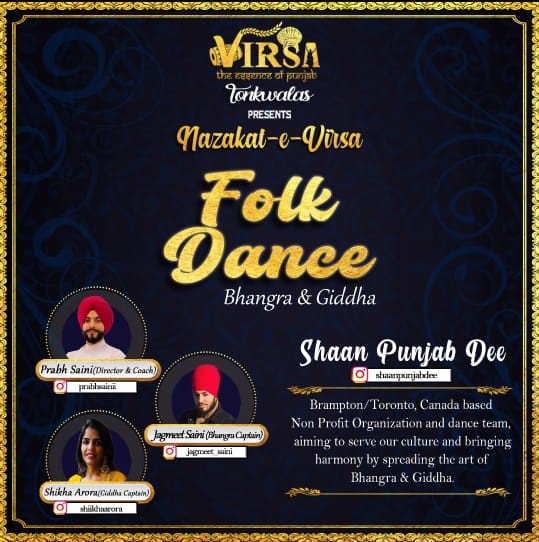 VIRSA
the essence of punjab
Tonkwalas
PRESENTS
Nazakat-e-Virsa
Folk
Dance
Bhangra & Giddha
Prabh Saini(Director & Coach)
prabhsainii
Jagmeet Saini (Bhangra Captain)
jagmeet_saini
Shikha Arora(Giddha Captain)
shiikhaarora
Shaan Punjab Dee
shaanpunjabdee
Brampton/Toronto, Canada based
Non Profit Organization and dance team,
aiming to serve our culture and bringing
harmony by spreading the art of
Bhangra & Giddha.